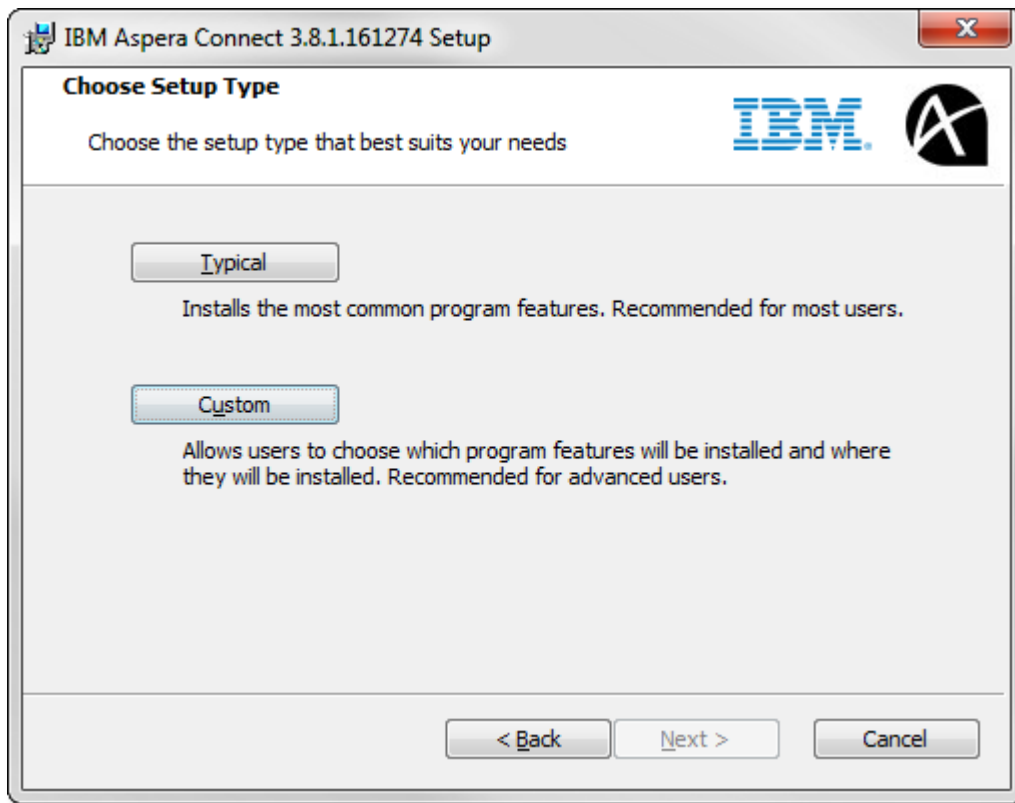 IBM Aspera Connect 3.8.1.161274 Setup
x
Choose Setup Type
Choose the setup type that best suits your needs
IBM.
Typical
Installs the most common program features. Recommended for most users.
Custom
Allows users to choose which program features will be installed and where
they will be installed. Recommended for advanced users.
< Back
Next >
Cancel